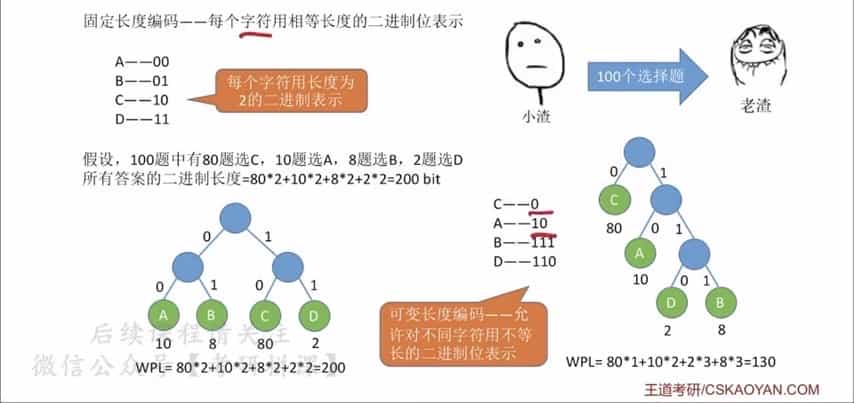 固定长度编码——每个字符用相等长度的二进制位表示
A——00
B——01
C——10
D——11
每个字符用长度为
2的二进制表示
小渣
100个选择题
老渣
假设，100题中有80题选C，10题选A，8题选B，2题选D
所有答案的二进制长度=80*2+10*2+8*2+2*2=200 bit
0 1
0 1 0 1
A B C D
10 8 80 2
WPL= 80*2+10*2+8*2+2*2=200
C——0
A——10
B——111
D——110
可变长度编码——允
许对不同字符用不等
长的二进制位表示
0 1
C
80 0 1
A
10 0 1
D B
2 8
WPL= 80*1+10*2+2*3+8*3=130
后续课程请关注
微信公众号【考研拼课】
王道考研/CSKAOYAN.COM